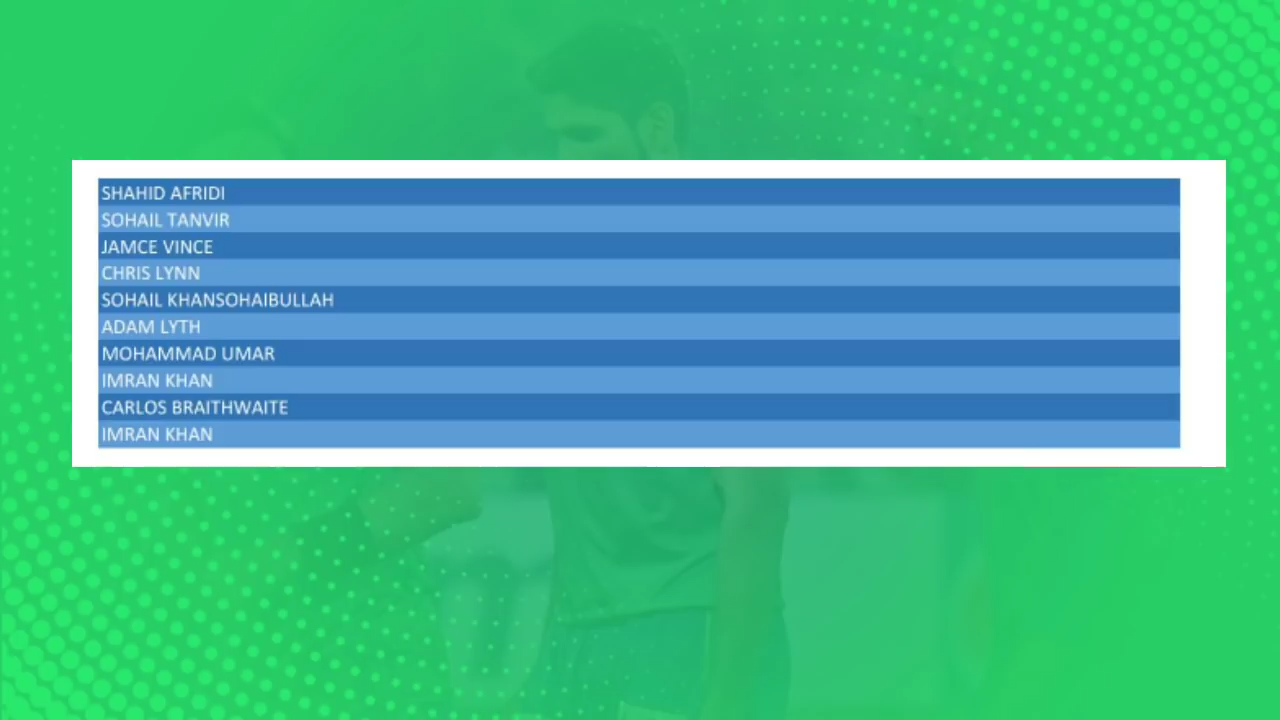 SHAHID AFRIDI
SOHAIL TANVIR
JAMCE VINCE
CHRIS LYNN
SOHAIL KHANSOHAIBULLAH
ADAM LYTH
MOHAMMAD UMAR
IMRAN KHAN
CARLOS BRAITHWAITE
IMRAN KHAN